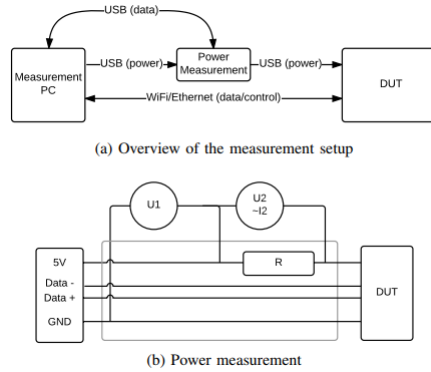 USB (data)
Measurement
PC
USB (power)
Power
Measurement
USB (power)
DUT
WiFi/Ethernet (data/control)
(a) Overview of the measurement setup
U1
U2
~I2
5V
R
Data -
Data +
DUT
GND
(b) Power measurement